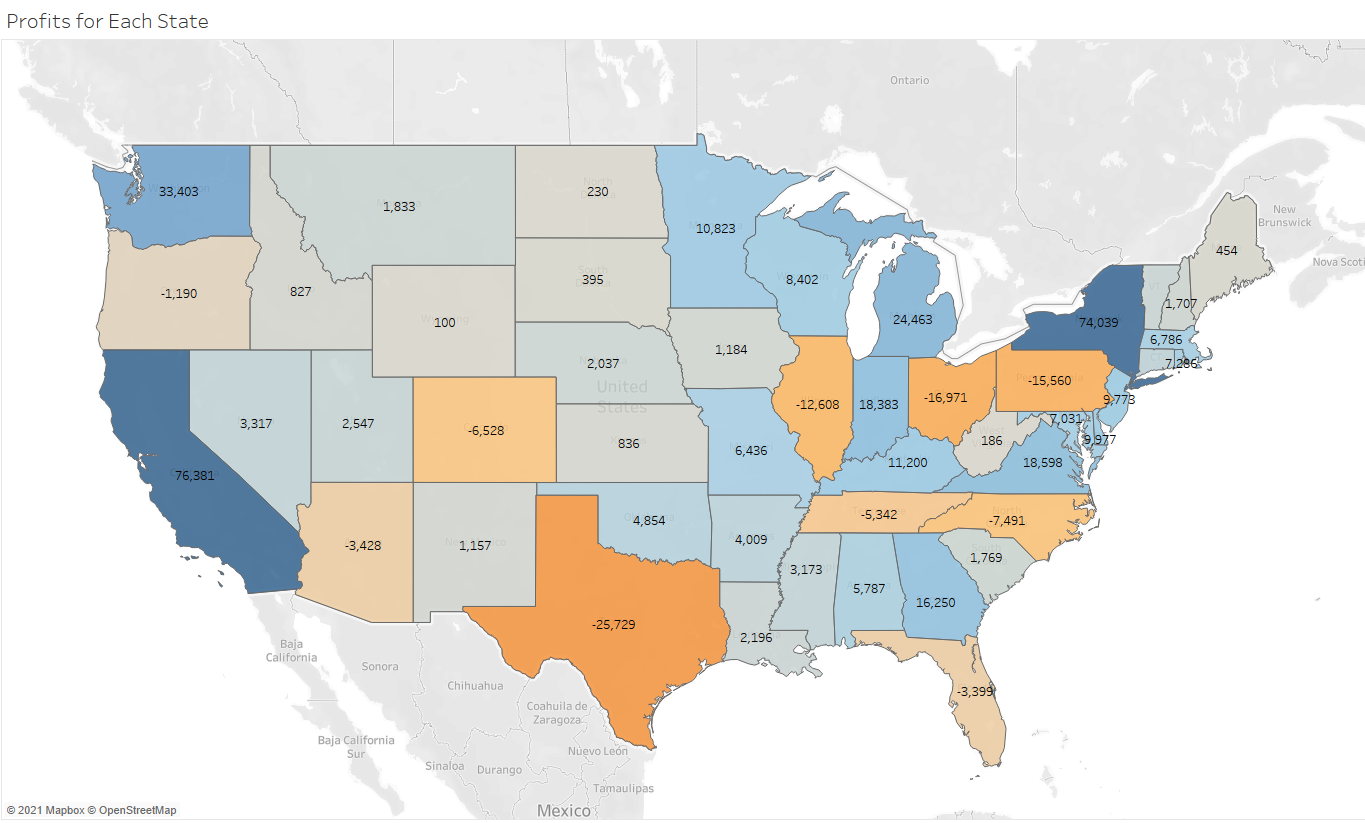 Profits for Each State
Ontario
33,403
1,833
230
10,823
New
Brunswick
454
Nova Scoti
-1,190
827
100
395
8,402
24,463
74,039
1,707
6,786
7,286
2,037
1,184
United
States
-12,608
18,383
-16,971
-15,560
9,773
3,317
2,547
-6,528
836
6,436
11,200
186
7,031
9,977
18,598
76,381
-3,428
1,157
4,854
4,009
-5,342
-7,491
3,173
5,787
16,250
1,769
-25,729
2,196
-3,399
Baja
California
Sonora
Chihuahua
Coahuila de
Zaragoza
Baja California
Sur
Nuevo León
Sinaloa
Durango
Tamaulipas
Mexico
© 2021 Mapbox © OpenStreetMap